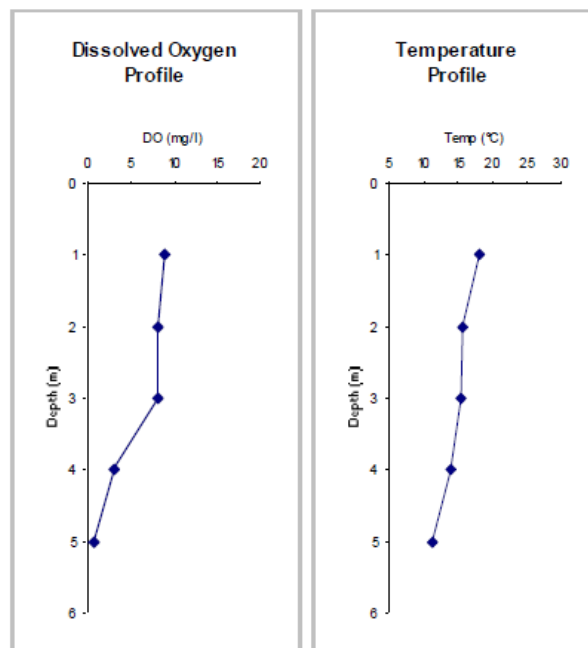 Dissolved Oxygen
Profile
DO (mg/l)
0 5 10 15 20
0
1
2
3
4
5
6
Depth (m)
Temperature
Profile
Temp (°C)
5 10 15 20 25 30
0
1
2
3
4
5
6
Depth (m)